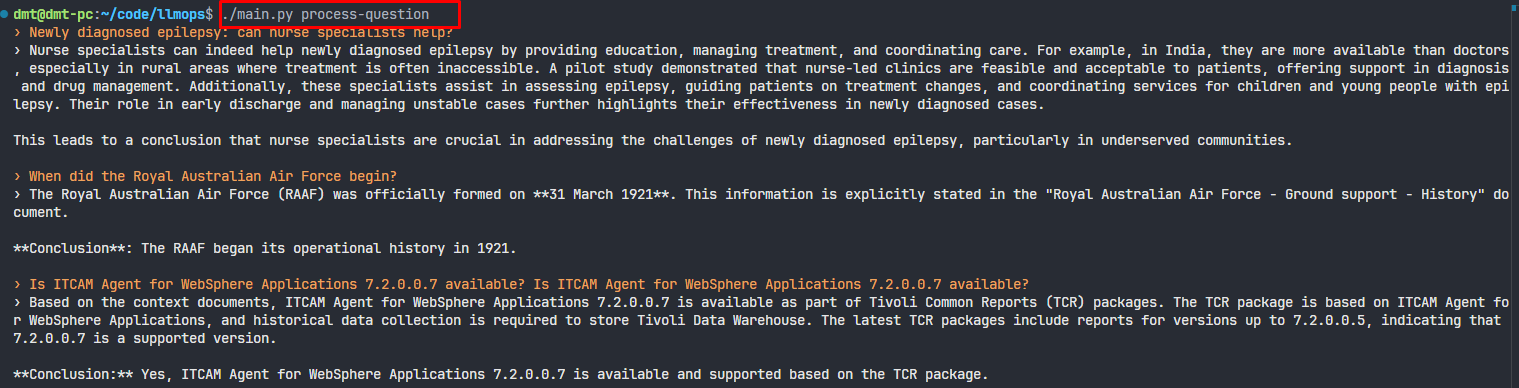 dmt@dmt-pc:~/code/llmops$ ./main.py process-question
› Newly diagnosed epilepsy: can nurse specialists help?
› Nurse specialists can indeed help newly diagnosed epilepsy by providing education, managing treatment, and coordinating care. For example, in India, they are more available than doctors
, especially in rural areas where treatment is often inaccessible. A pilot study demonstrated that nurse-led clinics are feasible and acceptable to patients, offering support in diagnosis
and drug management. Additionally, these specialists assist in assessing epilepsy, guiding patients on treatment changes, and coordinating services for children and young people with epi
lepsy. Their role in early discharge and managing unstable cases further highlights their effectiveness in newly diagnosed cases.
This leads to a conclusion that nurse specialists are crucial in addressing the challenges of newly diagnosed epilepsy, particularly in underserved communities.
› When did the Royal Australian Air Force begin?
› The Royal Australian Air Force (RAAF) was officially formed on **31 March 1921**. This information is explicitly stated in the "Royal Australian Air Force - Ground support - History" do
cument.
**Conclusion**: The RAAF began its operational history in 1921.
› Is ITCAM Agent for WebSphere Applications 7.2.0.0.7 available? Is ITCAM Agent for WebSphere Applications 7.2.0.0.7 available?
› Based on the context documents, ITCAM Agent for WebSphere Applications 7.2.0.0.7 is available as part of Tivoli Common Reports (TCR) packages. The TCR package is based on ITCAM Agent fo
r WebSphere Applications, and historical data collection is required to store Tivoli Data Warehouse. The latest TCR packages include reports for versions up to 7.2.0.0.5, indicating that
7.2.0.0.7 is a supported version.
**Conclusion:** Yes, ITCAM Agent for WebSphere Applications 7.2.0.0.7 is available and supported based on the TCR package.